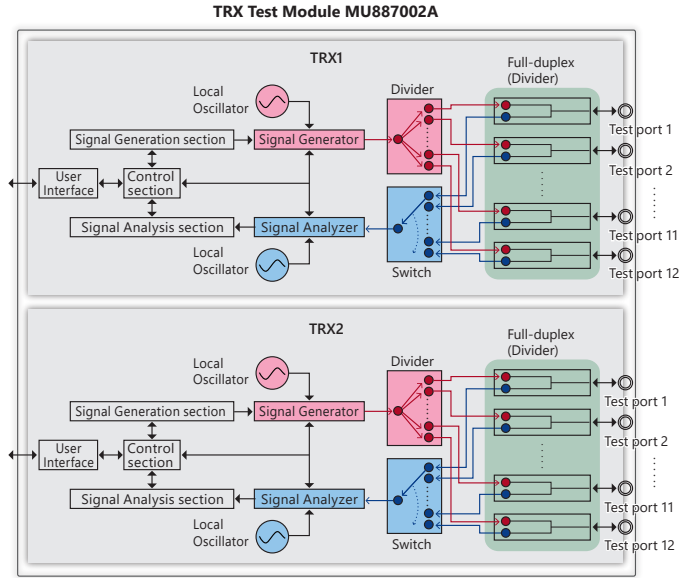 TRX Test Module MU887002A
TRX1
Full-duplex
(Divider)
Local
Oscillator
Divider
Test port 1
Signal Generation section
Signal Generator
Test port 2
User
Interface
Control
section
Signal Analysis section
Signal Analyzer
Test port 11
Local
Oscillator
Switch
Test port 12
TRX2
Full-duplex
(Divider)
Local
Oscillator
Divider
Test port 1
Signal Generation section
Signal Generator
Test port 2
User
Interface
Control
section
Signal Analysis section
Signal Analyzer
Test port 11
Local
Oscillator
Switch
Test port 12